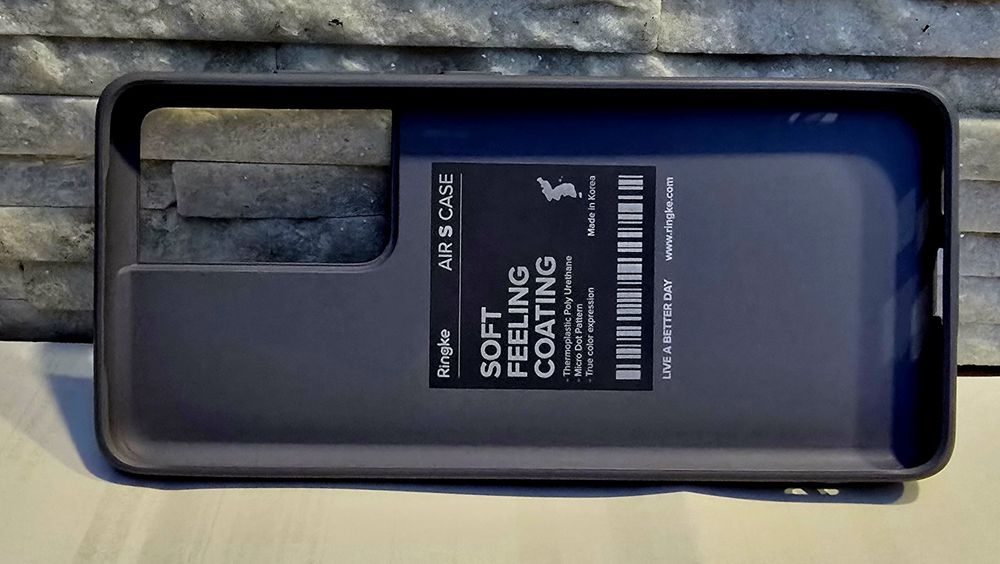 Ringke AIR S CASE
SOFT
FEELING
COATING
- Thermoplastic Poly Urethane
- Micro Dot Pattern
- True color expression
Made in Korea
LIVE A BETTER DAY www.ringke.com